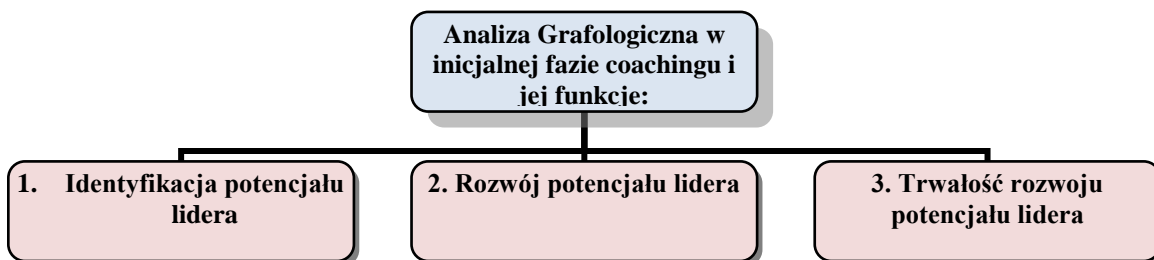 Analiza Grafologiczna w
inicjalnej fazie coachingu i
jej funkcje:
1. Identyfikacja potencjału
lidera
2. Rozwój potencjału lidera
3. Trwałość rozwoju
potencjału lidera